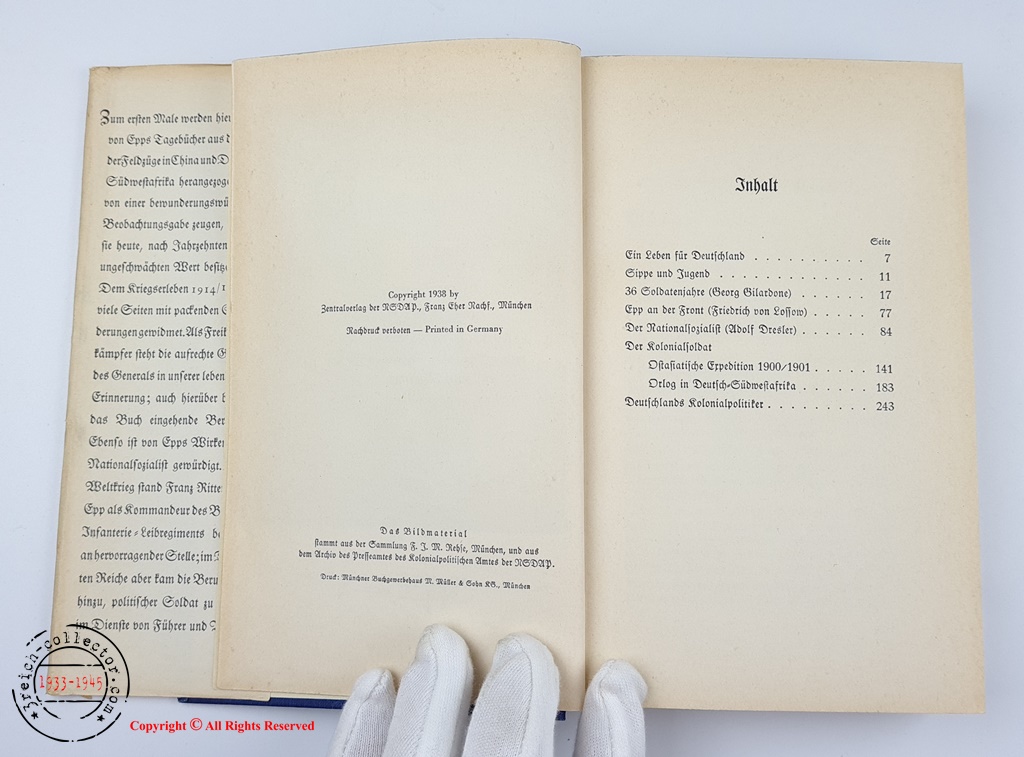 Zum ersten Male werden hier
von Epps Tagebücher aus d
der Feldzüge in China und D
Südwestafrika herangezoge
von einer bewunderungswü
Beobachtungsgabe zeugen,
sie heute, nach Jahrzehnten
ungeschwächten Wert besitz
Dem Kriegserleben 1914/1
viele Seiten mit packenden
derungen gewidmet. Als Freik
kämpfer steht die aufrechte G
des Generals in unserer leben
Erinnerung; auch hierüber b
das Buch eingehende Ber
Ebenso ist von Epps Wirken
Nationalsozialist gewürdigt.
Weltkrieg stand Franz Ritte
Epp als Kommandeur des B
Infanterie-Leibregiments
an hervorragender Stelle; im
ten Reiche aber kam die Beru
hinzu, politischer Soldat zu
im Dienste von Führer und
Copyright 1938 by
Zentralverlag der NSDAP., Franz Eher Nachf., München
Nachdruck verboten — Printed in Germany
Das Bildmaterial
stammt aus der Sammlung F. J. M. Rehse, München, und aus
dem Archiv des Presseamtes des Kolonialpolitischen Amtes der NSDAP.
Druck: Münchner Buchgewerbehaus M. Müller & Sohn KG., München
Inhalt
Seite
Ein Leben für Deutschland . . . . . . . . . . 7
Sippe und Jugend . . . . . . . . . . . . . 11
36 Soldatenjahre (Georg Gilardone) . . . . . . 17
Epp an der Front (Friedrich von Lossow) . . . . . 77
Der Nationalsozialist (Adolf Dresler) . . . . . . 84
Der Kolonialsoldat
Ostasiatische Expedition 1900/1901 . . . . . 141
Orlog in Deutsch-Südwestafrika . . . . . . 183
Deutschlands Kolonialpolitiker . . . . . . . . . 243
3reich-collector.com
1933-1945
Copyright © All Rights Reserved